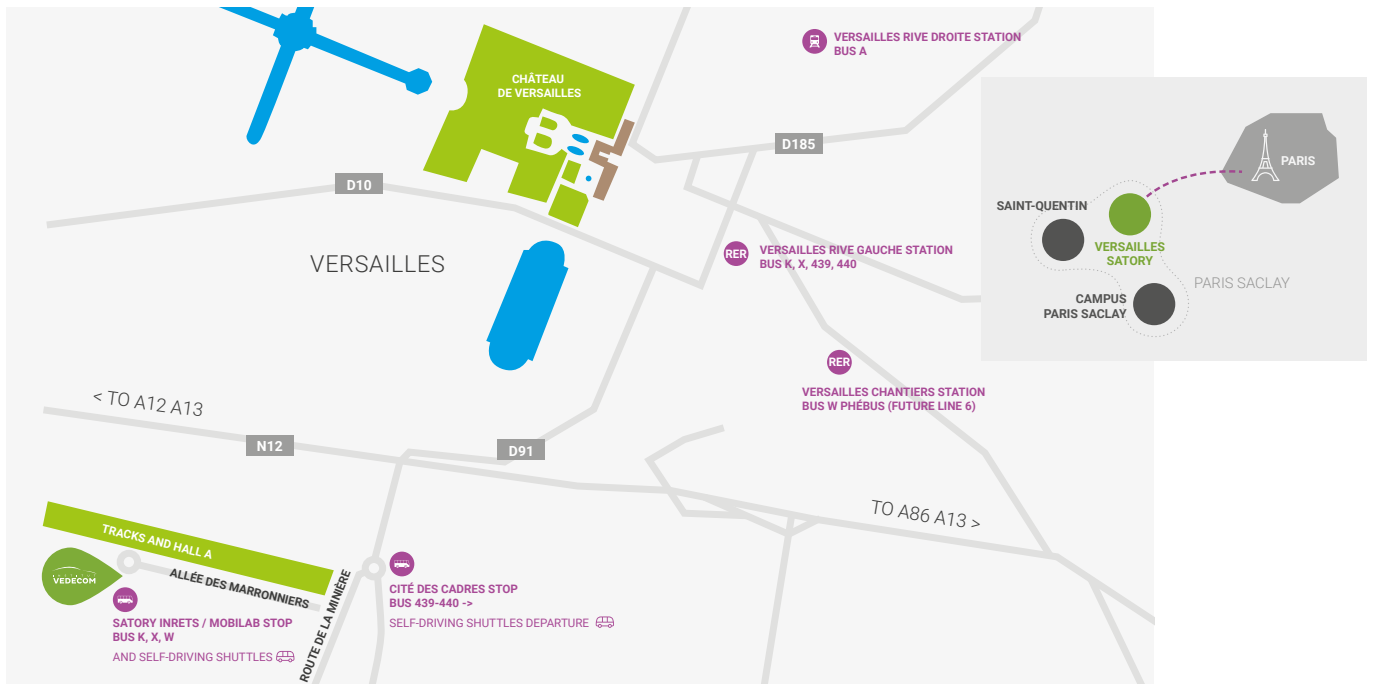 VERSAILLES RIVE DROITE STATION
BUS A
CHÂTEAU
DE VERSAILLES
D185
PARIS
D10
SAINT-QUENTIN
VERSAILLES
SATORY
VERSAILLES
RER
VERSAILLES RIVE GAUCHE STATION
BUS K, X, 439, 440
PARIS SACLAY
CAMPUS
PARIS SACLAY
RER
VERSAILLES CHANTIERS STATION
BUS W PHÉBUS (FUTURE LINE 6)
< TO A12 A13
N12
D91
TO A86 A13 >
TRACKS AND HALL A
VEDECOM
ALLÉE DES MARRONNIERS
ROUTE DE LA MINIÈRE
CITÉ DES CADRES STOP
BUS 439-440 ->
SELF-DRIVING SHUTTLES DEPARTURE
SATORY INRETS / MOBILAB STOP
BUS K, X, W
AND SELF-DRIVING SHUTTLES